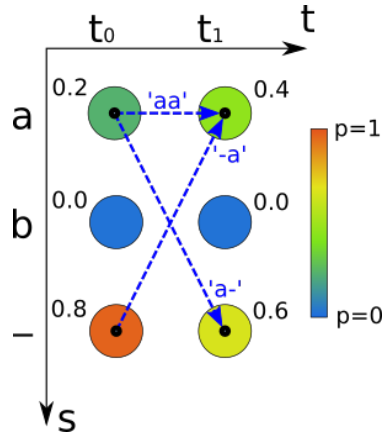 t0 t1 t
0.2 0.4
a 'aa'
'-a' p=1
0.0 0.0
b
'a-'
0.8 0.6 p=0
–
s